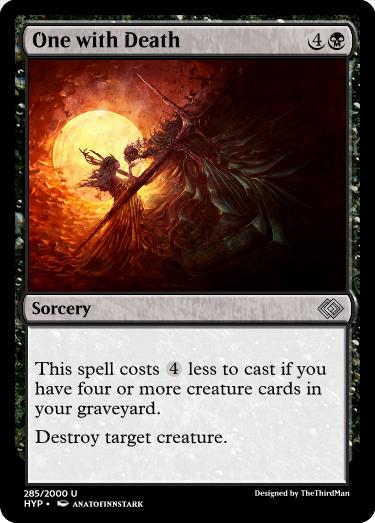 One with Death 4
Sorcery
This spell costs 4 less to cast if you
have four or more creature cards in
your graveyard.
Destroy target creature.
285/2000 U Designed by TheThirdMan
HYP • ANATOFINNSTARK